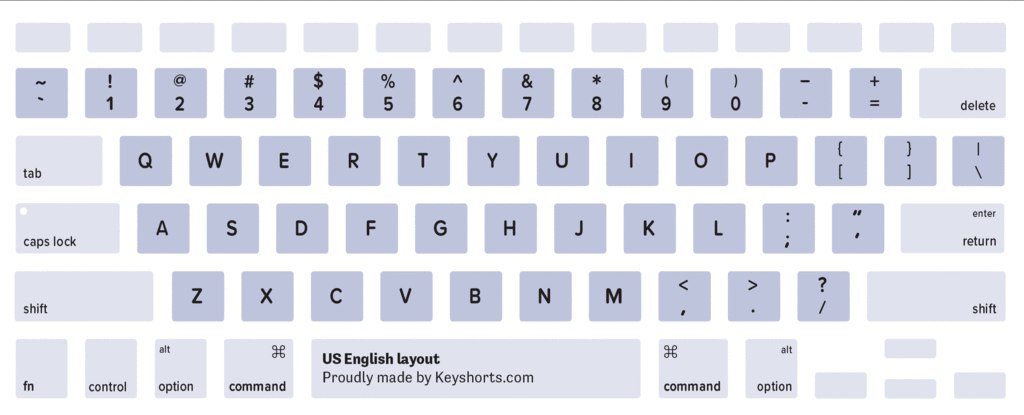 ~ ! @ # $ % ^ & * ( ) – +
` 1 2 3 4 5 6 7 8 9 0 - = delete
tab Q W E R T Y U I O P { [ } ] | \
caps lock A S D F G H J K L : ; " ' enter return
shift Z X C V B N M < , > . ? / shift
fn control alt option ⌘ command
US English layout
Proudly made by Keyshorts.com
⌘ command alt option